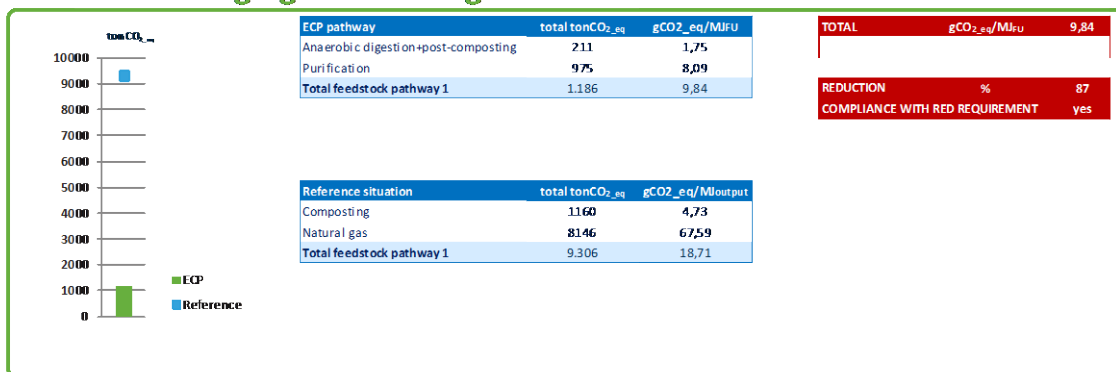 tonCO2_eq
10000
9000
8000
7000
6000
5000
4000
3000
2000
1000
0
ECP
Reference
ECP pathway total tonCO2_eq gCO2_eq/MJFU
Anaerobic digestion+post-composting 211 1,75
Purification 975 8,09
Total feedstock pathway 1 1.186 9,84
Reference situation total tonCO2_eq gCO2_eq/MJoutput
Composting 1160 4,73
Natural gas 8146 67,59
Total feedstock pathway 1 9.306 18,71
TOTAL gCO2_eq/MJFU 9,84
REDUCTION % 87
COMPLIANCE WITH RED REQUIREMENT yes